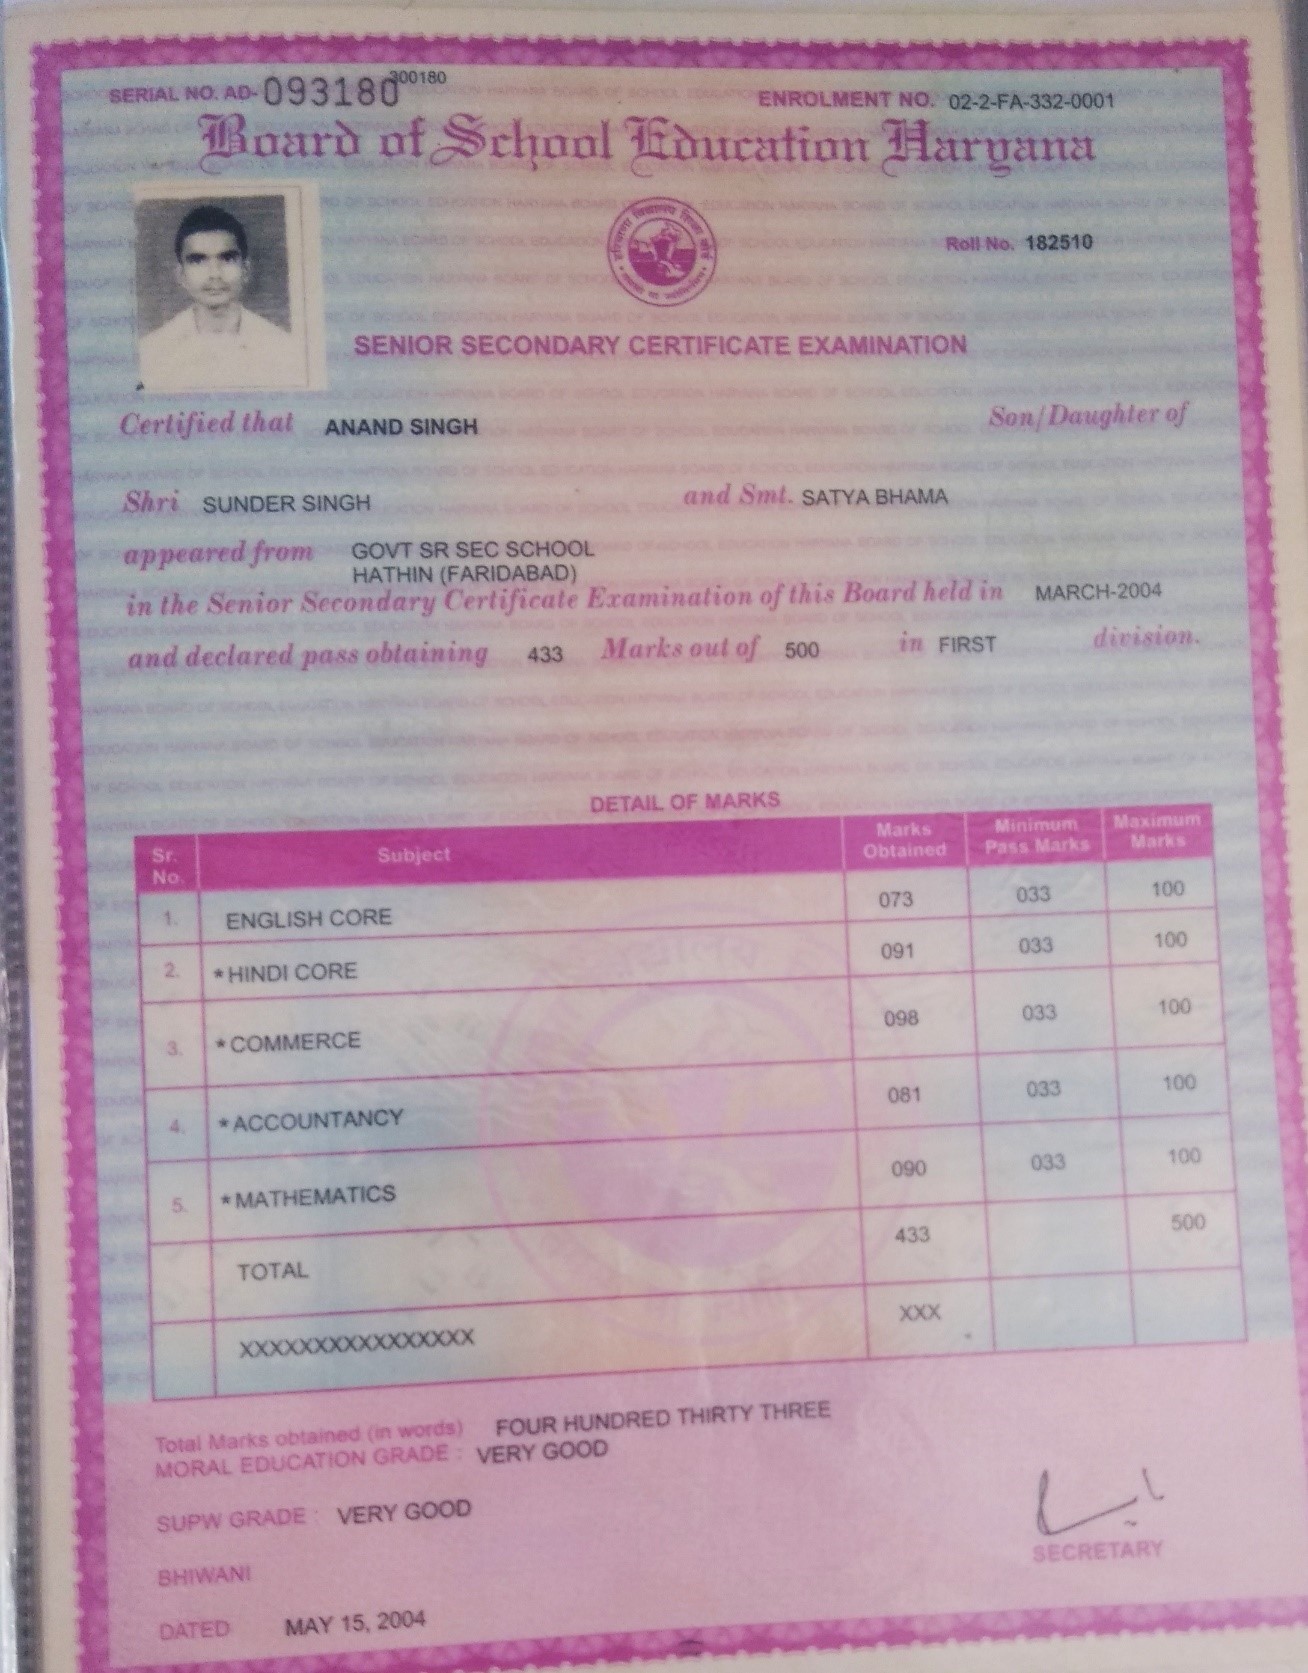 SERIAL NO. AD- 093180 300180
ENROLMENT NO. 02-2-FA-332-0001
Board of School Education Haryana
Roll No. 182510
SENIOR SECONDARY CERTIFICATE EXAMINATION
Certified that ANAND SINGH Son/Daughter of
Shri SUNDER SINGH and Smt. SATYA BHAMA
appeared from GOVT SR SEC SCHOOL
HATHIN (FARIDABAD)
in the Senior Secondary Certificate Examination of this Board held in MARCH-2004
and declared pass obtaining 433 Marks out of 500 in FIRST division.
DETAIL OF MARKS
Sr. No. Subject Marks Obtained Minimum Pass Marks Maximum Marks
1. ENGLISH CORE 073 033 100
2. *HINDI CORE 091 033 100
3. *COMMERCE 098 033 100
4. *ACCOUNTANCY 081 033 100
5. *MATHEMATICS 090 033 100
TOTAL 433 500
XXXXXXXXXXXXXXXX XXX
Total Marks obtained (in words) FOUR HUNDRED THIRTY THREE
MORAL EDUCATION GRADE : VERY GOOD
SUPW GRADE : VERY GOOD
SECRETARY
BHIWANI
DATED MAY 15, 2004